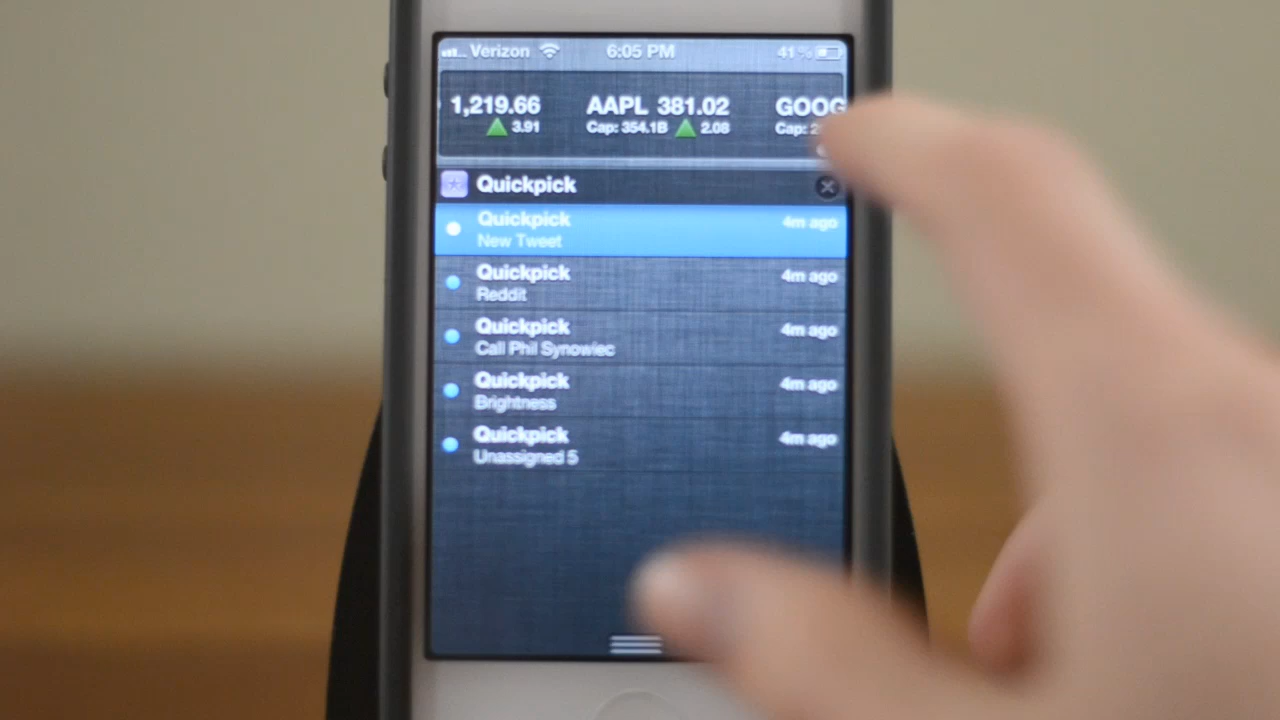 Verizon 6:05 PM 41%
1,219.66 AAPL 381.02 GOOG
3.91 Cap: 354.1B 2.08 Cap:
Quickpick
Quickpick 4m ago
New Tweet
Quickpick 4m ago
Reddit
Quickpick 4m ago
Call Phil Synowiec
Quickpick 4m ago
Brightness
Quickpick 4m ago
Unassigned 5